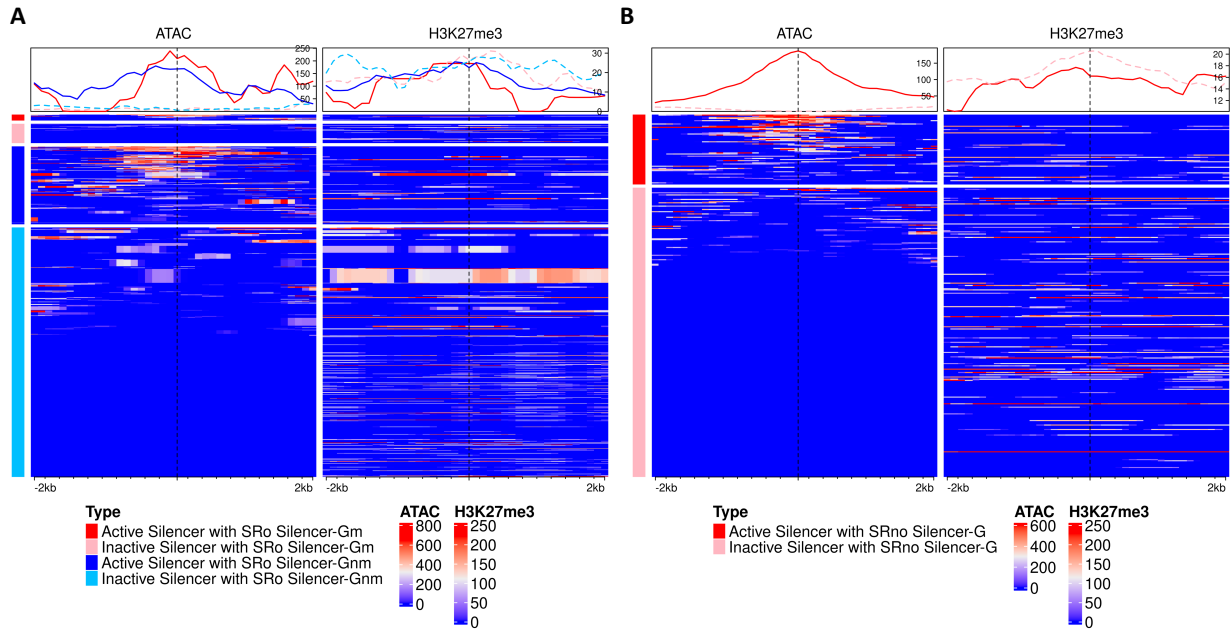 A
B
ATAC
H3K27me3
ATAC
H3K27me3
250
200
150
100
50
30
20
10
0
150
100
50
20
18
16
14
12
-2kb
2kb
-2kb
2kb
-2kb
2kb
-2kb
2kb
Type
Active Silencer with SRo Silencer-Gm
Inactive Silencer with SRo Silencer-Gm
Active Silencer with SRo Silencer-Gnm
Inactive Silencer with SRo Silencer-Gnm
ATAC
800
600
400
200
0
H3K27me3
250
200
150
100
50
0
Type
Active Silencer with SRno Silencer-G
Inactive Silencer with SRno Silencer-G
ATAC
600
400
200
0
H3K27me3
250
200
150
100
50
0